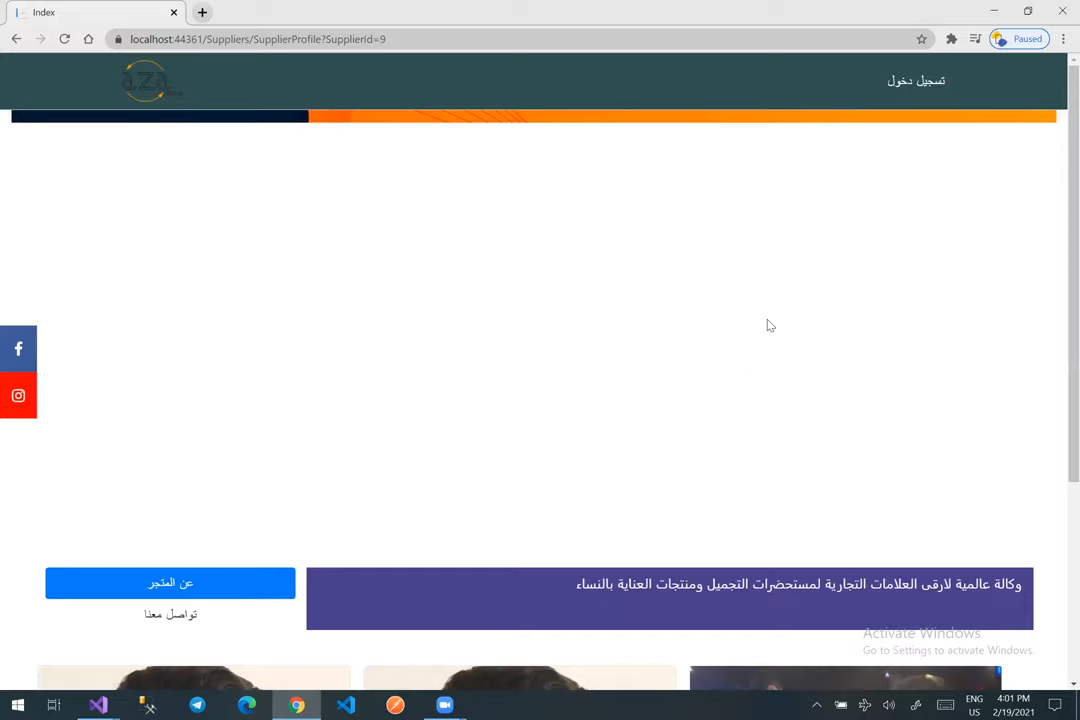 Index
localhost:44361/Suppliers/SupplierProfile?SupplierId=9
Paused
aza
تسجيل دخول
عن المتجر
وكالة عالمية لارقى العلامات التجارية لمستحضرات التجميل ومنتجات العناية بالنساء
تواصل معنا
Activate Windows
Go to Settings to activate Windows.
ENG
US
4:01 PM
2/19/2021